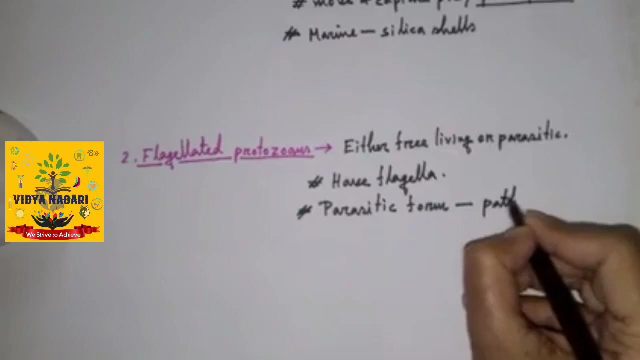 Marine — silica shells
2. Flagellated protozoans → Either free living or parasitic.
# Have flagella.
# Parasitic form — path
VIDYA NAGARI
We Strive to Achieve